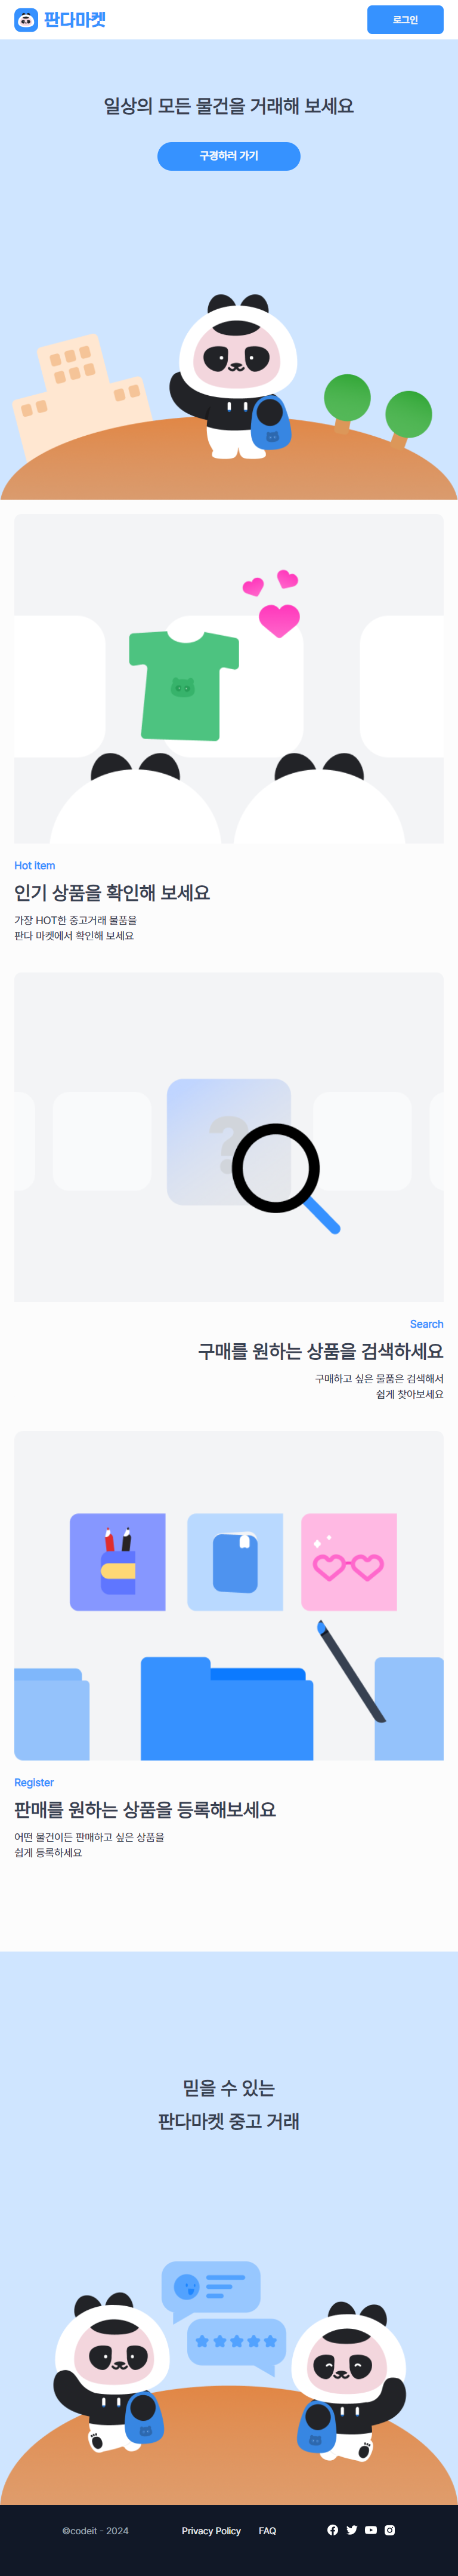 판다마켓
로그인
일상의 모든 물건을 거래해 보세요
구경하러 가기
Hot item
인기 상품을 확인해 보세요
가장 HOT한 중고거래 물품을
판다 마켓에서 확인해 보세요
?
Search
구매를 원하는 상품을 검색하세요
구매하고 싶은 물품은 검색해서
쉽게 찾아보세요
Register
판매를 원하는 상품을 등록해보세요
어떤 물건이든 판매하고 싶은 상품을
쉽게 등록하세요
믿을 수 있는
판다마켓 중고 거래
©codeit - 2024
Privacy Policy
FAQ